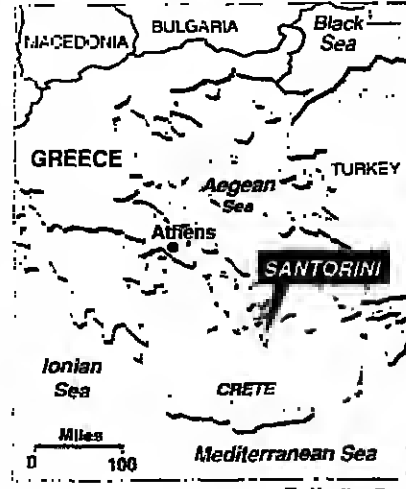 BULGARIA
Black
Sea
MACEDONIA
GREECE
TURKEY
Aegean
Sea
Athens
SANTORINI
Ionian
Sea
CRETE
Miles
0 100
Mediterranean Sea